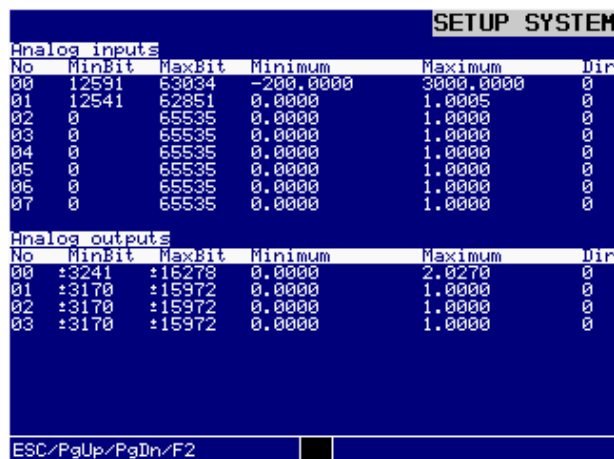 SETUP SYSTEM
Analog inputs
No MinBit MaxBit Minimum Maximum Dir
00 12591 63034 -200.0000 3000.0000 0
01 12541 62851 0.0000 1.0005 0
02 0 65535 0.0000 1.0000 0
03 0 65535 0.0000 1.0000 0
04 0 65535 0.0000 1.0000 0
05 0 65535 0.0000 1.0000 0
06 0 65535 0.0000 1.0000 0
07 0 65535 0.0000 1.0000 0
Analog outputs
No MinBit MaxBit Minimum Maximum Dir
00 ±3241 ±16278 0.0000 2.0270 0
01 ±3170 ±15972 0.0000 1.0000 0
02 ±3170 ±15972 0.0000 1.0000 0
03 ±3170 ±15972 0.0000 1.0000 0
ESC/PgUp/PgDn/F2